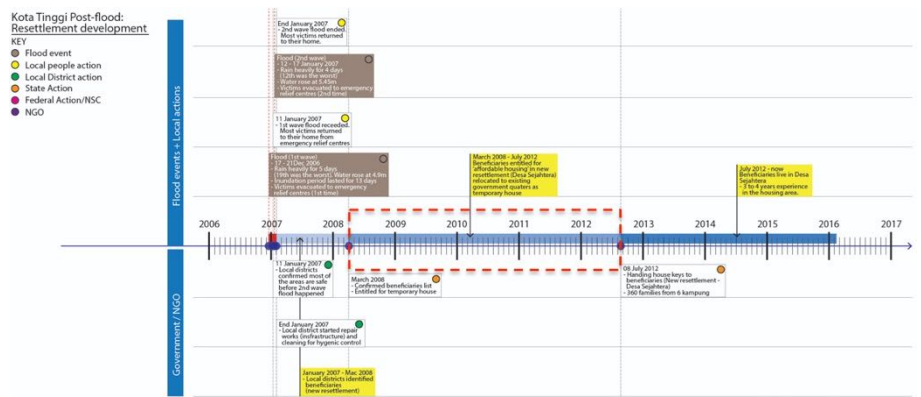 Kota Tinggi Post-flood:
Resettlement development
KEY
Flood event
Local people action
Local District action
State Action
Federal Action/NSC
NGO
Flood events + Local actions
End January 2007
- 2nd wave flood ended.
Most victims returned
to their home.
Flood (2nd wave)
- 12 - 17 January 2007
- Rain heavily for 4 days
(12th was the worst)
- Water rose at 5.45m
- Victims evacuated to emergency
relief centres (2nd time)
11 January 2007
- 1st wave flood receeded.
Most victims returned
to their home from
emergency relief centres
Flood (1st wave)
- 17 - 21Dec 2006
- Rain heavily for 5 days
(19th was the worst). Water rose at 4.9m
- Inundation period lasted for 13 days
- Victims evacuated to emergency
relief centres (1st time)
March 2008 - July 2012
Beneficiaries entitled for
'affordable housing' in new
resettlement (Desa Sejahtera)
relocated to existing
government quaters as
temporary house
July 2012 - now
Beneficiaries live in Desa
Sejahtera
- 3 to 4 years experience
in the housing area.
2006 2007 2008 2009 2010 2011 2012 2013 2014 2015 2016 2017
Government / NGO
11 January 2007
- Local districts
confirmed most of
the areas are safe
before 2nd wave
flood happened
March 2008
- Confirmed beneficiaries list
- Entitled for temporary house
08 July 2012
- Handing house keys to
beneficiaries (New resettlement -
Desa Sejahtera)
- 360 families from 6 kampung
End January 2007
- Local district started repair
works (insfrastructure) and
cleaning for hygenic control
January 2007 - Mac 2008
- Local districts identified
beneficiaries
(new resettlement)